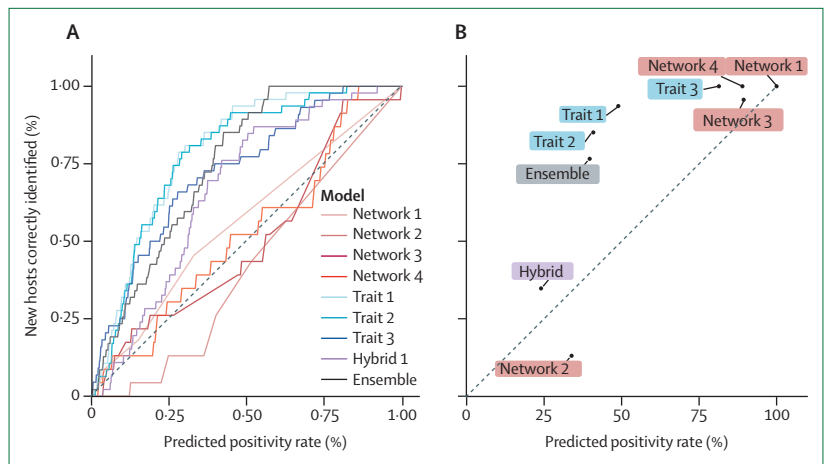 A
New hosts correctly identified (%)
1·00
0·75
0·50
0·25
0
0
0·25
0·50
0·75
1·00
Predicted positivity rate (%)
Model
Network 1
Network 2
Network 3
Network 4
Trait 1
Trait 2
Trait 3
Hybrid 1
Ensemble
B
Network 4
Network 1
Trait 3
Network 3
Trait 1
Trait 2
Ensemble
Hybrid
Network 2
0
25
50
75
100
Predicted positivity rate (%)